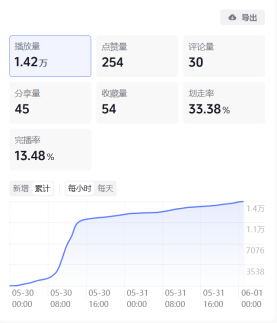 导出
播放量 点赞量 评论量
1.42万 254 30
分享量 收藏量 划走率
45 54 33.38%
完播率
13.48%
新增 累计 每小时 每天
1.4万
1.1万
7076
3538
05-30 05-30 05-30 05-31 05-31 05-31 06-01
00:00 08:00 16:00 00:00 08:00 16:00 00:00